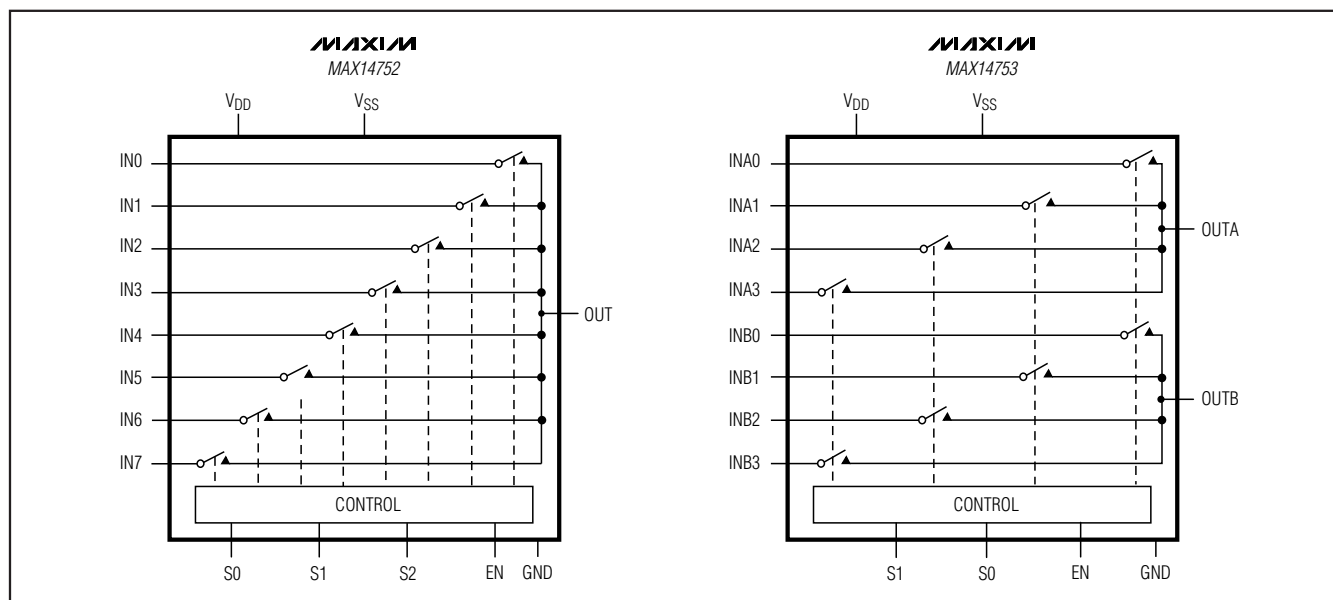 MAXIM
MAX14752
VDD VSS
IN0
IN1
IN2
IN3
IN4
IN5
IN6
IN7
OUT
CONTROL
S0 S1 S2 EN GND
MAXIM
MAX14753
VDD VSS
INA0
INA1
INA2
INA3
INB0
INB1
INB2
INB3
OUTA
OUTB
CONTROL
S1 S0 EN GND